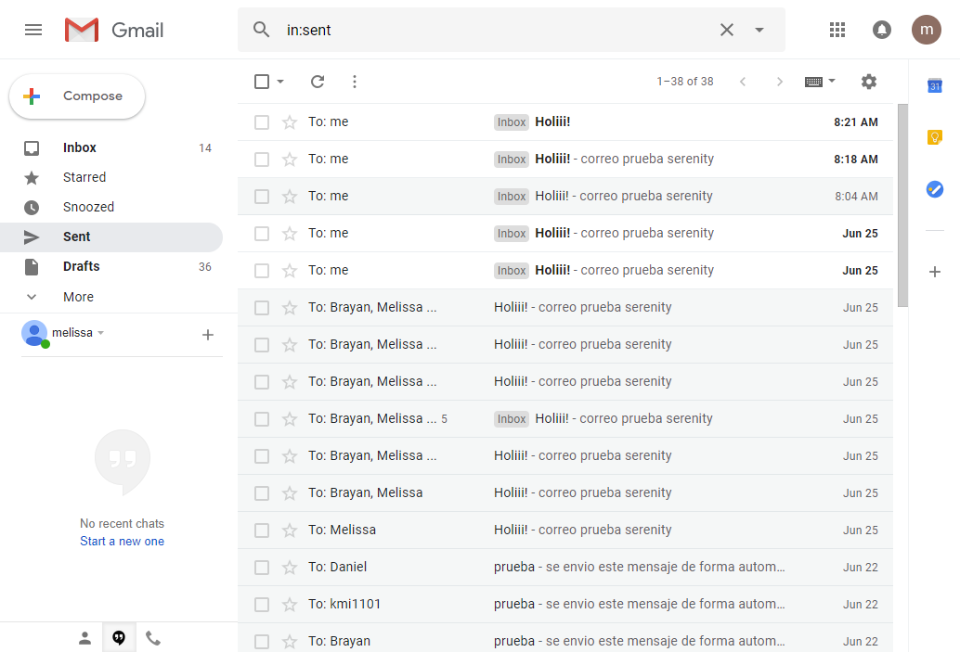 Gmail
in:sent
m
Compose
1–38 of 38
31
Inbox 14
Starred
Snoozed
Sent
Drafts 36
More
melissa
No recent chats
Start a new one
To: me Inbox Holiii! 8:21 AM
To: me Inbox Holiii! - correo prueba serenity 8:18 AM
To: me Inbox Holiii! - correo prueba serenity 8:04 AM
To: me Inbox Holiii! - correo prueba serenity Jun 25
To: me Inbox Holiii! - correo prueba serenity Jun 25
To: Brayan, Melissa ... Holiii! - correo prueba serenity Jun 25
To: Brayan, Melissa ... Holiii! - correo prueba serenity Jun 25
To: Brayan, Melissa ... Holiii! - correo prueba serenity Jun 25
To: Brayan, Melissa ... 5 Inbox Holiii! - correo prueba serenity Jun 25
To: Brayan, Melissa ... Holiii! - correo prueba serenity Jun 25
To: Brayan, Melissa Holiii! - correo prueba serenity Jun 25
To: Melissa Holiii! - correo prueba serenity Jun 25
To: Daniel prueba - se envio este mensaje de forma autom... Jun 22
To: kmi1101 prueba - se envio este mensaje de forma autom... Jun 22
To: Brayan prueba - se envio este mensaje de forma autom... Jun 22